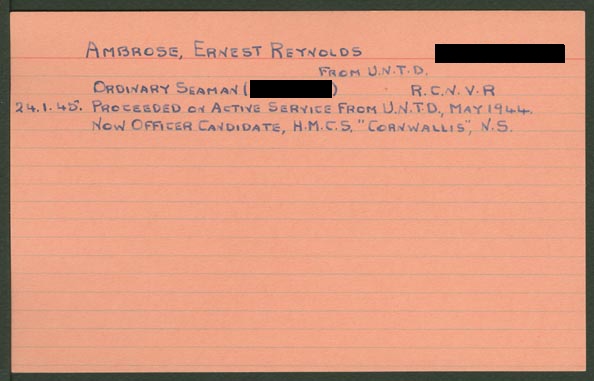 AMBROSE, ERNEST REYNOLDS
FROM U.N.T.D.
ORDINARY SEAMAN ( ) R.C.N.V.R
24.1.45. PROCEEDED ON ACTIVE SERVICE FROM U.N.T.D., MAY 1944.
NOW OFFICER CANDIDATE, H.M.C.S. "CORNWALLIS", N.S.